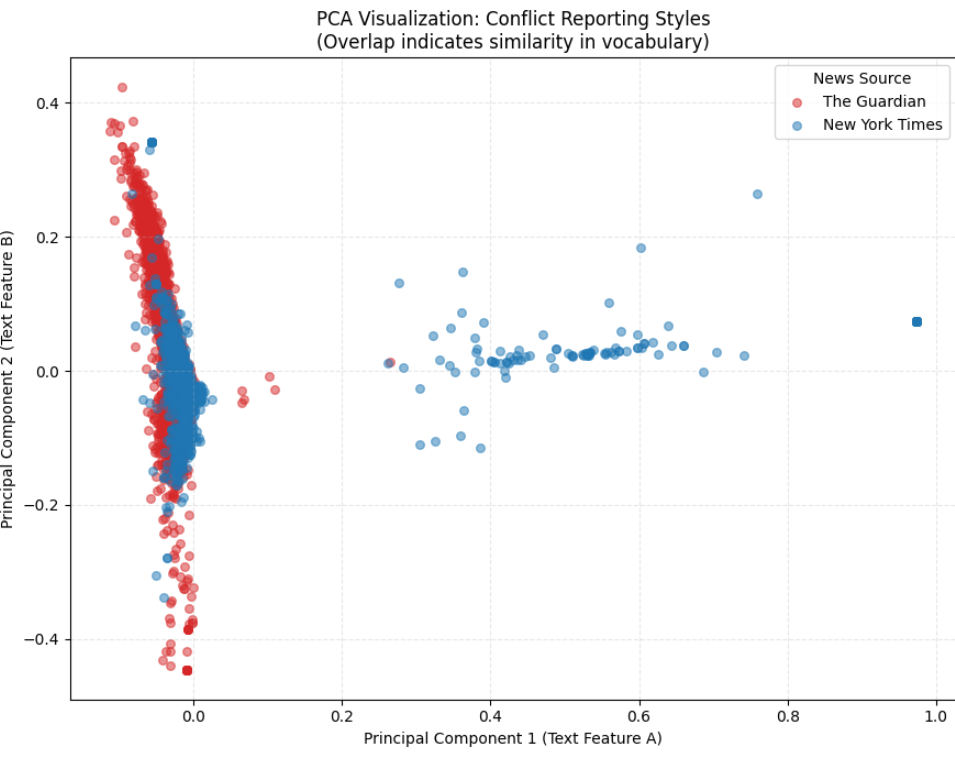 PCA Visualization: Conflict Reporting Styles
(Overlap indicates similarity in vocabulary)
News Source
The Guardian
New York Times
Principal Component 2 (Text Feature B)
0.4
0.2
0.0
−0.2
−0.4
0.0
0.2
0.4
0.6
0.8
1.0
Principal Component 1 (Text Feature A)